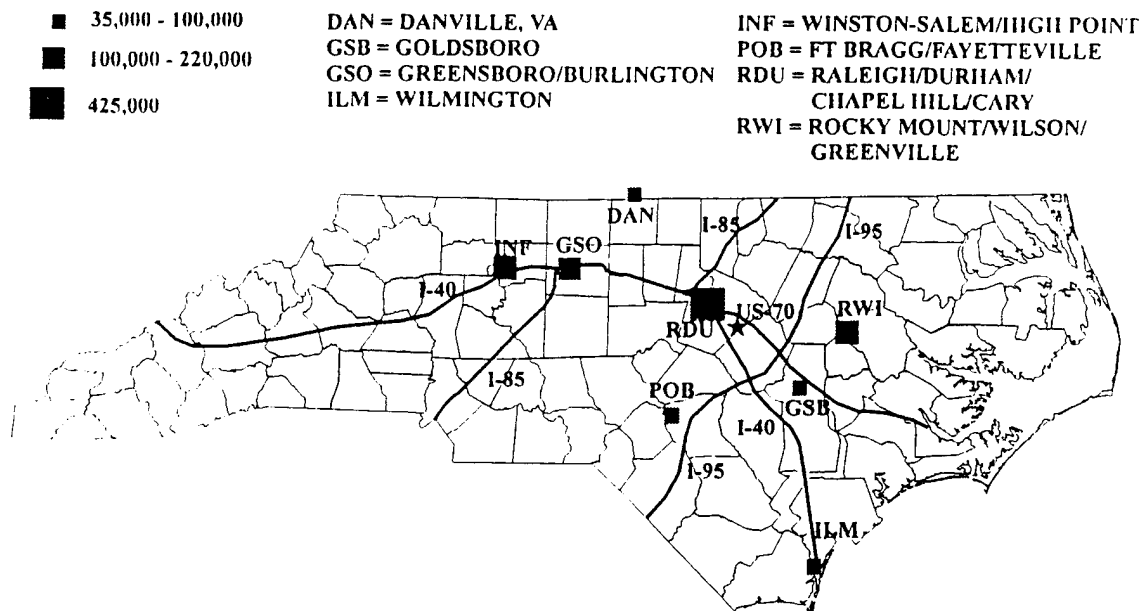 35,000 - 100,000
100,000 - 220,000
425,000
DAN = DANVILLE, VA
GSB = GOLDSBORO
GSO = GREENSBORO/BURLINGTON
ILM = WILMINGTON
INF = WINSTON-SALEM/HIGH POINT
POB = FT BRAGG/FAYETTEVILLE
RDU = RALEIGH/DURHAM/
CHAPEL HILL/CARY
RWI = ROCKY MOUNT/WILSON/
GREENVILLE
DAN
I-85
I-95
INF
GSO
I-40
US-70
RWI
RDU
I-85
POB
GSB
I-40
I-95
ILM